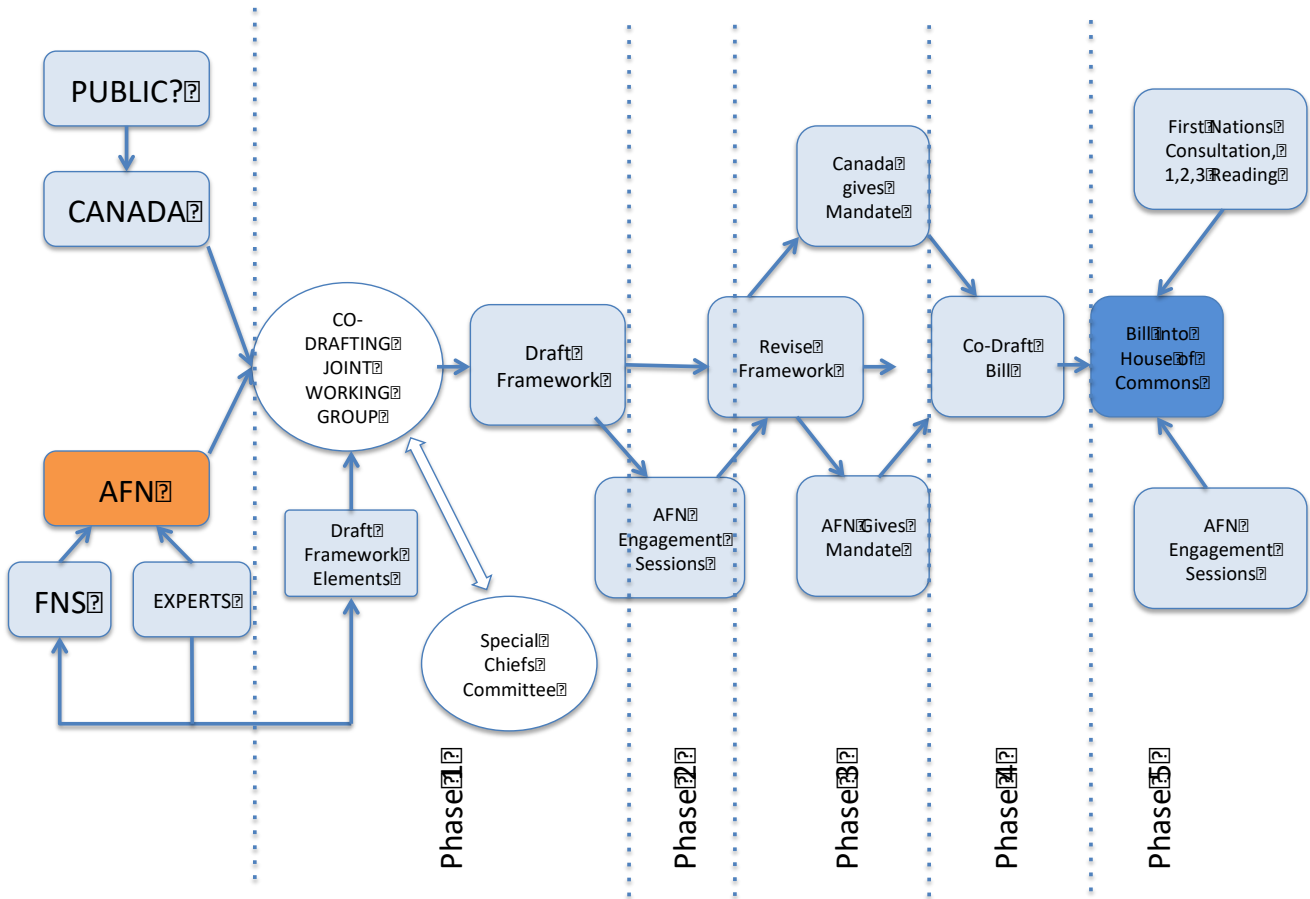 PUBLIC?
CANADA
AFN
FNS
EXPERTS
CO-
DRAFTING
JOINT
WORKING
GROUP
Draft
Framework
Elements
Special
Chiefs
Committee
Draft
Framework
AFN
Engagement
Sessions
Revise
Framework
Canada
gives
Mandate
AFN Gives
Mandate
Co-Draft
Bill
First Nations
Consultation,
1,2,3 Reading
Bill into
House of
Commons
AFN
Engagement
Sessions
Phase 1
Phase 2
Phase 3
Phase 4
Phase 5